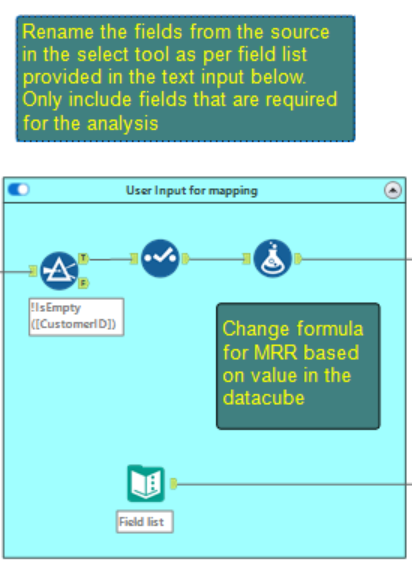 Rename the fields from the source
in the select tool as per field list
provided in the text input below.
Only include fields that are required
for the analysis
User Input for mapping
T
F
!IsEmpty
([CustomerID])
Change formula
for MRR based
on value in the
datacube
Field list